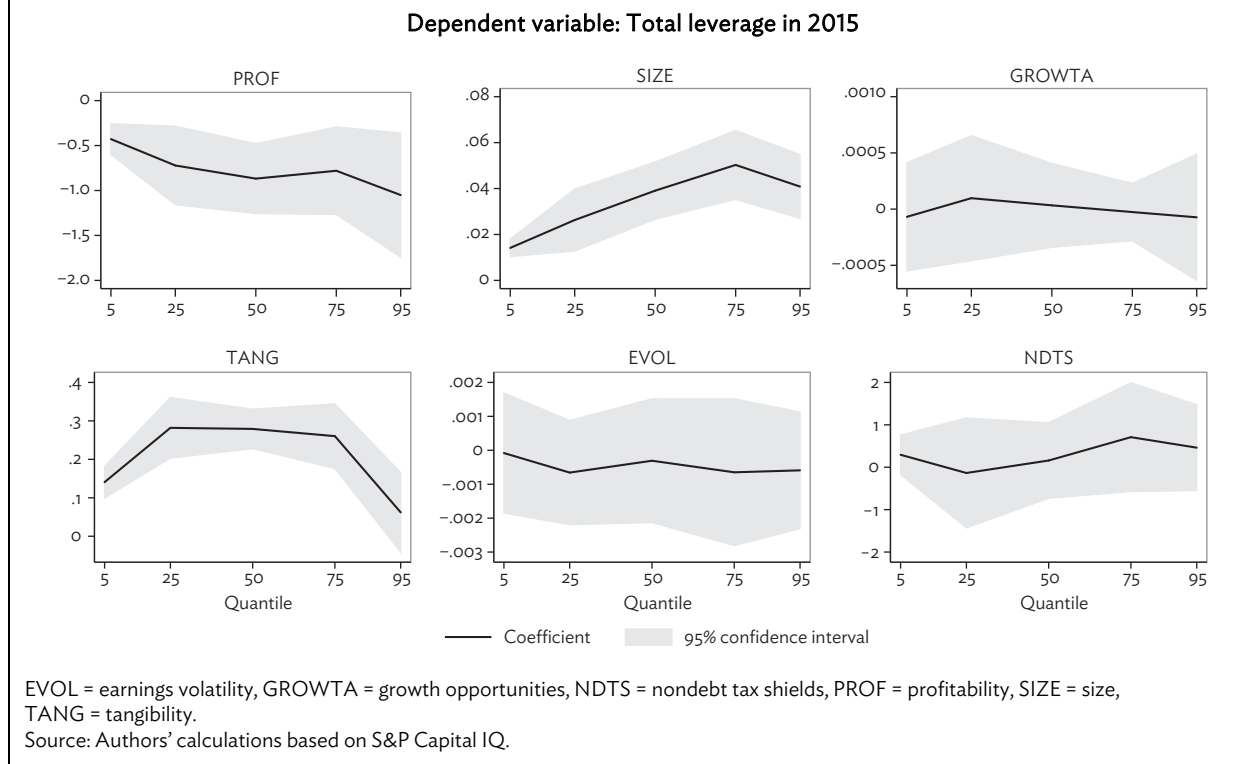 Dependent variable: Total leverage in 2015
PROF
0
−0.5
−1.0
−1.5
−2.0
5 25 50 75 95
SIZE
.08
.06
.04
.02
0
5 25 50 75 95
GROWTA
.0010
.0005
0
−.0005
5 25 50 75 95
TANG
.4
.3
.2
.1
0
5 25 50 75 95
Quantile
EVOL
.002
.001
0
−.001
−.002
−.003
5 25 50 75 95
Quantile
NDTS
2
1
0
−1
−2
5 25 50 75 95
Quantile
Coefficient 95% confidence interval
EVOL = earnings volatility, GROWTA = growth opportunities, NDTS = nondebt tax shields, PROF = profitability, SIZE = size,
TANG = tangibility.
Source: Authors’ calculations based on S&P Capital IQ.